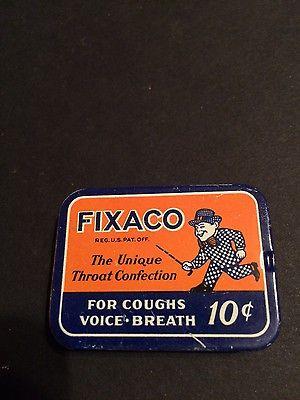 FIXACO
REG. U.S. PAT. OFF.
The Unique
Throat Confection
FOR COUGHS
VOICE · BREATH 10¢